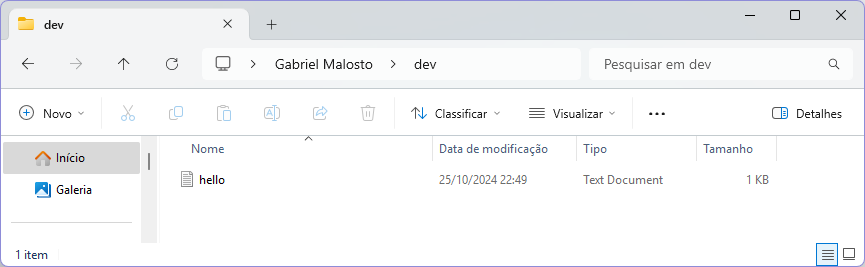 dev
Gabriel Malosto dev
Pesquisar em dev
Novo Classificar Visualizar Detalhes
Início
Galeria
Nome Data de modificação Tipo Tamanho
hello 25/10/2024 22:49 Text Document 1 KB
1 item